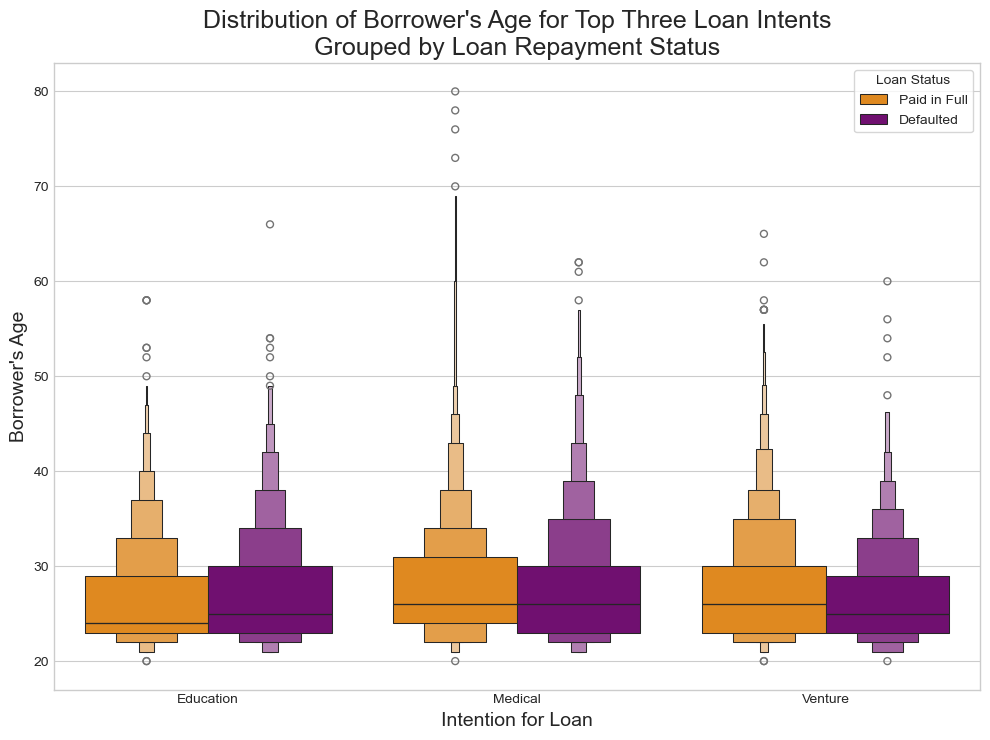 Distribution of Borrower's Age for Top Three Loan Intents
Grouped by Loan Repayment Status
Loan Status
Paid in Full
Defaulted
80
70
60
50
40
30
20
Borrower's Age
Education
Medical
Venture
Intention for Loan